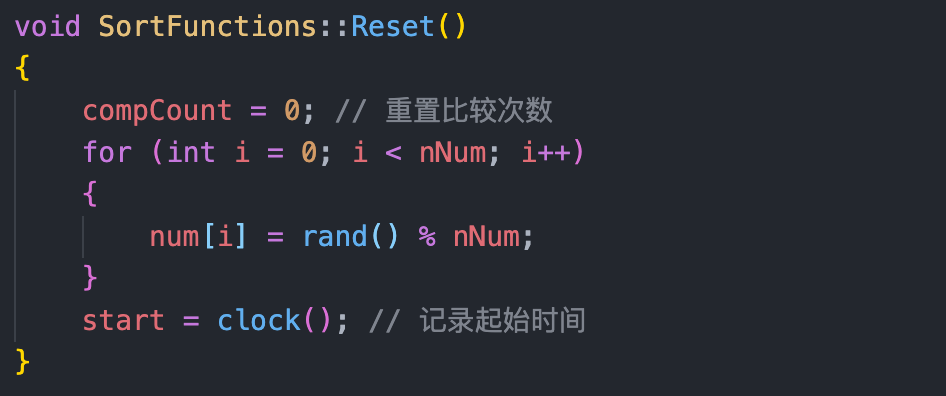 void SortFunctions::Reset()
{
    compCount = 0; // 重置比较次数
    for (int i = 0; i < nNum; i++)
    {
        num[i] = rand() % nNum;
    }
    start = clock(); // 记录起始时间
}